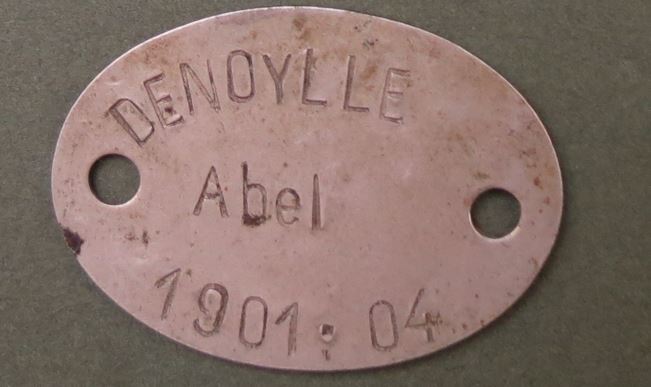 DENOYLLE
Abel
1901. 04